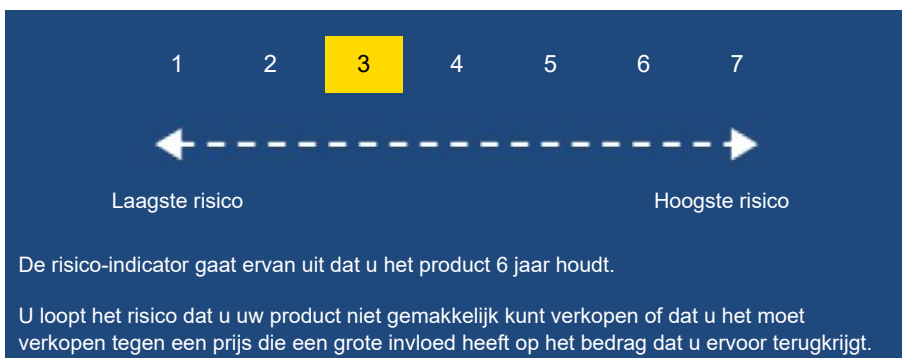 1 2 3 4 5 6 7
Laagste risico Hoogste risico
De risico-indicator gaat ervan uit dat u het product 6 jaar houdt.
U loopt het risico dat u uw product niet gemakkelijk kunt verkopen of dat u het moet
verkopen tegen een prijs die een grote invloed heeft op het bedrag dat u ervoor terugkrijgt.